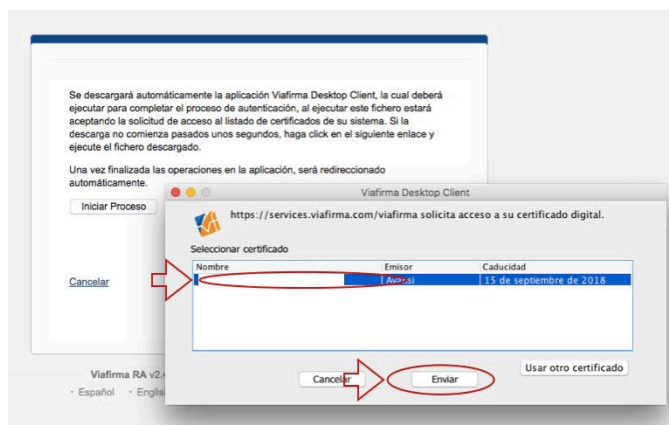 Se descargará automáticamente la aplicación Viafirma Desktop Client, la cual deberá
ejecutar para completar el proceso de autenticación, al ejecutar este fichero estará
aceptando la solicitud de acceso al listado de certificados de su sistema. Si la
descarga no comienza pasados unos segundos, haga click en el siguiente enlace y
ejecute el fichero descargado.
Una vez finalizada las operaciones en la aplicación, será redireccionado
automáticamente.
Iniciar Proceso
Cancelar
Viafirma RA
· Español · English
Viafirma Desktop Client
https://services.viafirma.com/viafirma solicita acceso a su certificado digital.
Seleccionar certificado
Nombre Emisor Caducidad
Avansi 15 de septiembre de 2018
Usar otro certificado
Cancelar Enviar